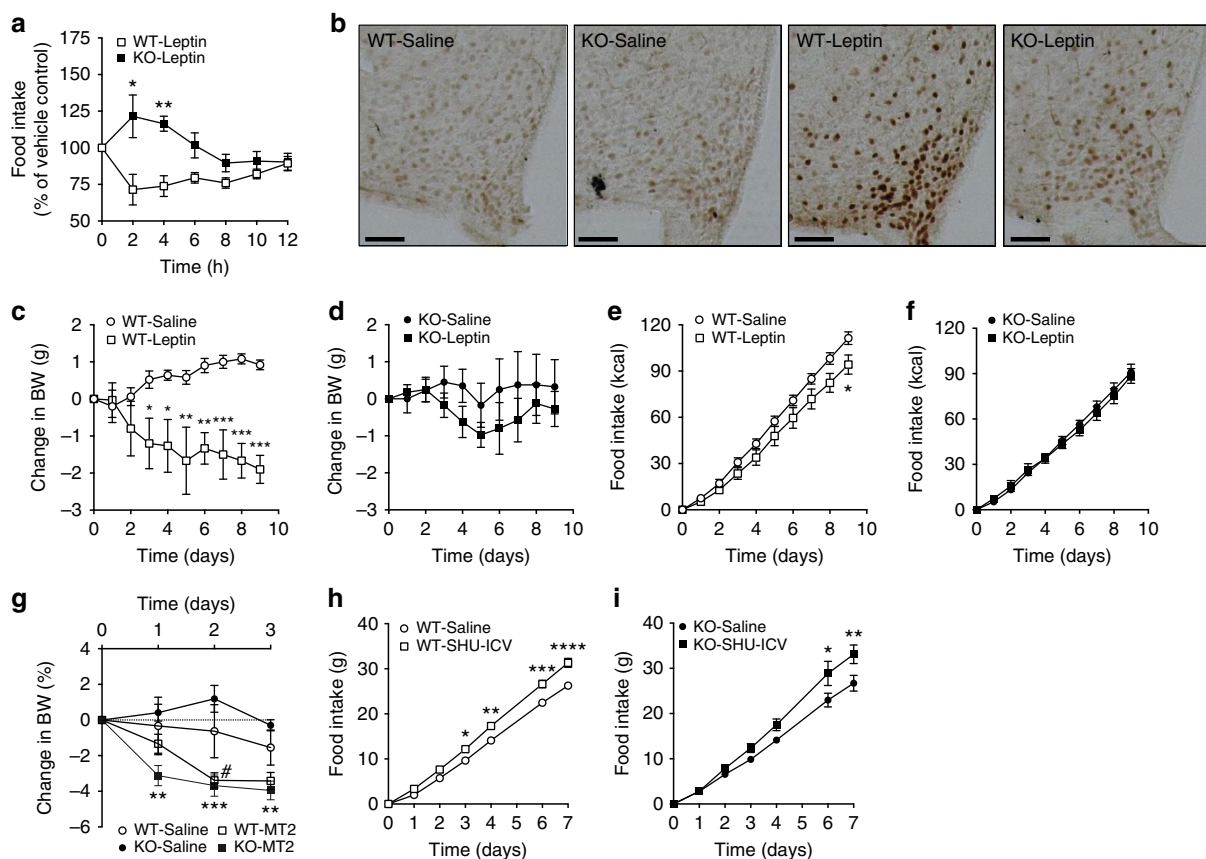 a
175
WT-Leptin
150
KO-Leptin
*
**
125
100
75
50
Food intake
(% of vehicle control)
0 2 4 6 8 10 12
Time (h)
b
WT-Saline
KO-Saline
WT-Leptin
KO-Leptin
c
WT-Saline
WT-Leptin
2
1
0
–1
–2
–3
* * ** ** *** *** ***
Change in BW (g)
0 2 4 6 8 10
Time (days)
d
KO-Saline
KO-Leptin
2
1
0
–1
–2
–3
Change in BW (g)
0 2 4 6 8 10
Time (days)
e
WT-Saline
WT-Leptin
120
90
60
30
0
*
Food intake (kcal)
0 2 4 6 8 10
Time (days)
f
KO-Saline
KO-Leptin
120
90
60
30
0
Food intake (kcal)
0 2 4 6 8 10
Time (days)
g
Time (days)
0 1 2 3
4
2
0
–2
–4
–6
Change in BW (%)
#
** *** **
WT-Saline WT-MT2
KO-Saline KO-MT2
h
40
WT-Saline
WT-SHU-ICV
30
20
10
0
* ** *** ****
Food intake (g)
0 1 2 3 4 5 6 7
Time (days)
i
40
KO-Saline
KO-SHU-ICV
30
20
10
0
* **
Food intake (g)
0 1 2 3 4 5 6 7
Time (days)